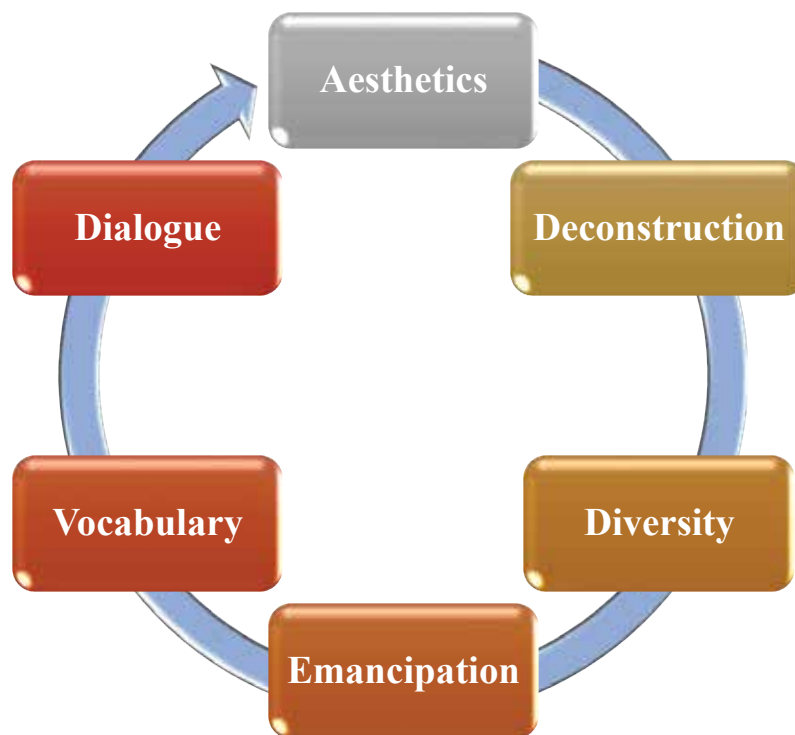 Aesthetics
Deconstruction
Diversity
Emancipation
Vocabulary
Dialogue